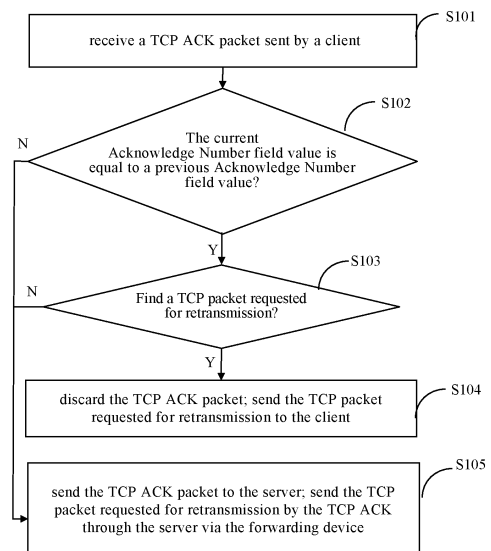 S101
receive a TCP ACK packet sent by a client
S102
N
The current
Acknowledge Number field value is
equal to a previous Acknowledge Number
field value?
Y
S103
N
Find a TCP packet requested
for retransmission?
Y
S104
discard the TCP ACK packet; send the TCP packet
requested for retransmission to the client
S105
send the TCP ACK packet to the server; send the TCP
packet requested for retransmission by the TCP ACK
through the server via the forwarding device